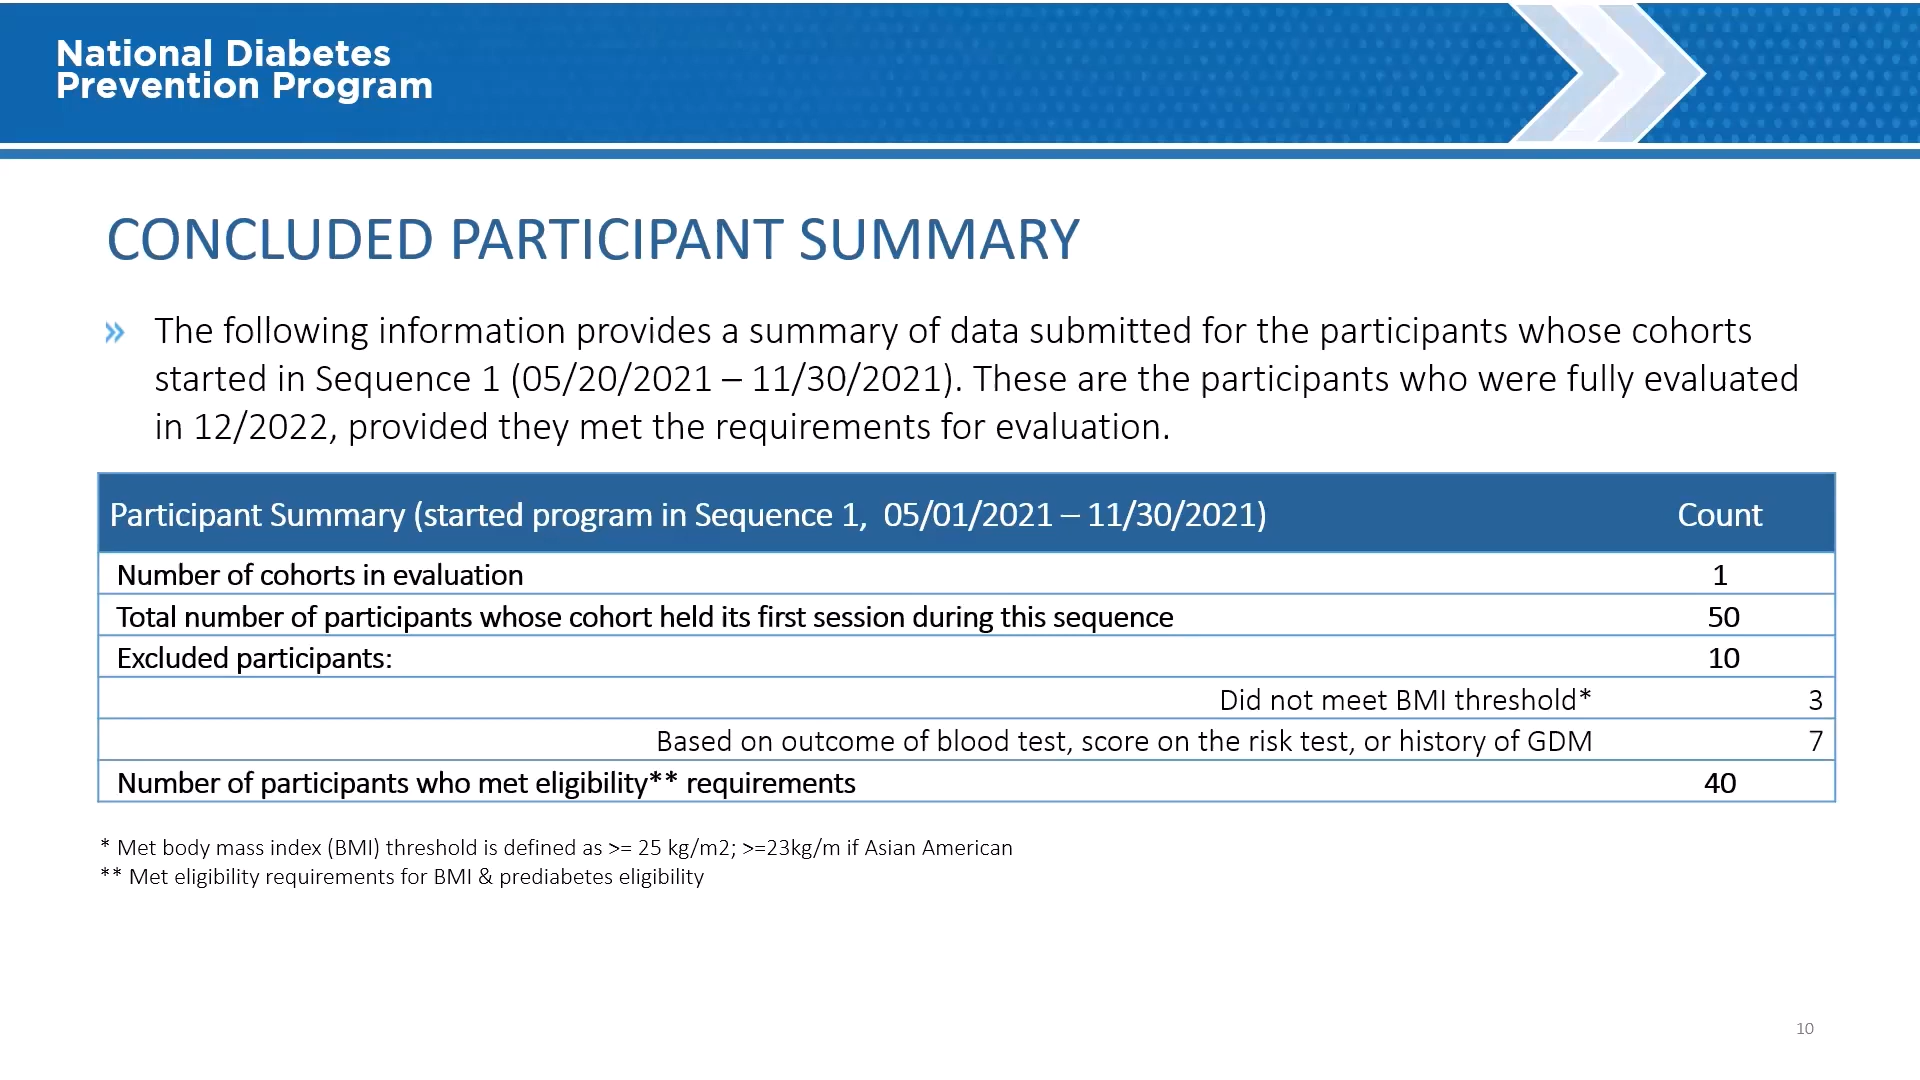 National Diabetes
Prevention Program
CONCLUDED PARTICIPANT SUMMARY
» The following information provides a summary of data submitted for the participants whose cohorts
started in Sequence 1 (05/20/2021 – 11/30/2021). These are the participants who were fully evaluated
in 12/2022, provided they met the requirements for evaluation.
Participant Summary (started program in Sequence 1, 05/01/2021 – 11/30/2021) Count
Number of cohorts in evaluation 1
Total number of participants whose cohort held its first session during this sequence 50
Excluded participants: 10
Did not meet BMI threshold* 3
Based on outcome of blood test, score on the risk test, or history of GDM 7
Number of participants who met eligibility** requirements 40
* Met body mass index (BMI) threshold is defined as >= 25 kg/m2; >=23kg/m if Asian American
** Met eligibility requirements for BMI & prediabetes eligibility
10